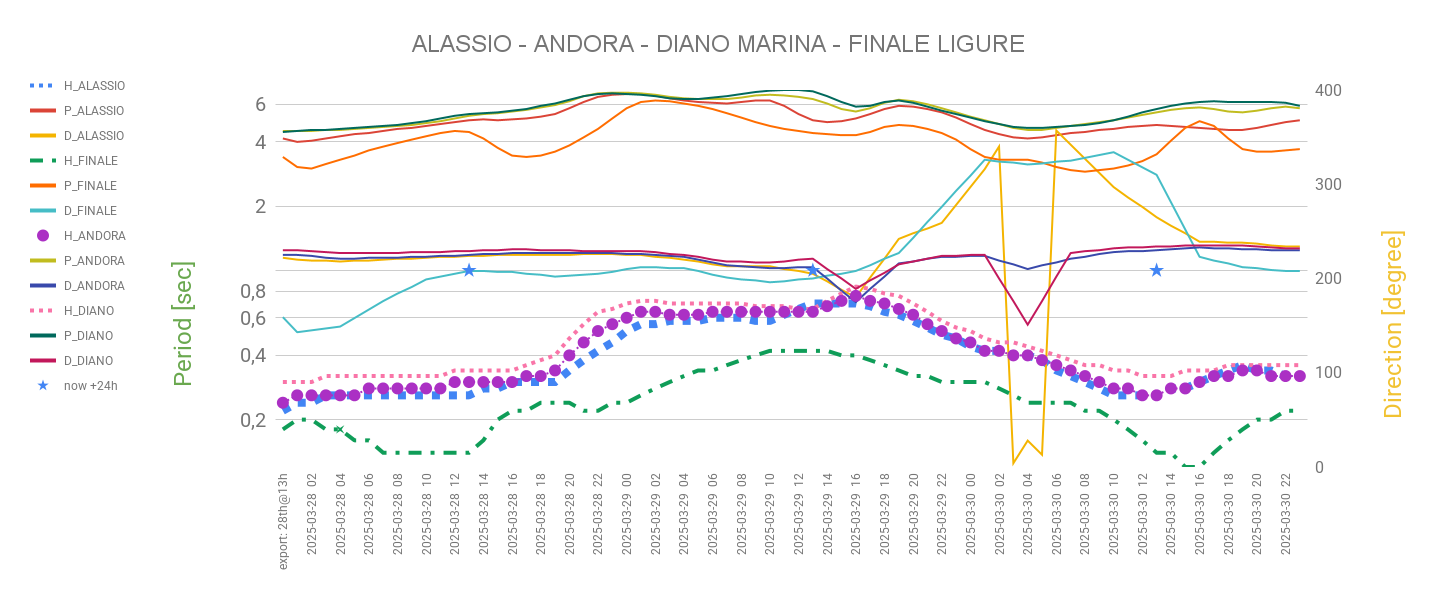 ALASSIO - ANDORA - DIANO MARINA - FINALE LIGURE
H_ALASSIO
P_ALASSIO
D_ALASSIO
H_FINALE
P_FINALE
D_FINALE
H_ANDORA
P_ANDORA
D_ANDORA
H_DIANO
P_DIANO
D_DIANO
now +24h
Period [sec]
6
4
2
0,8
0,6
0,4
0,2
400
300
200
100
0
Direction [degree]
export: 28th@13h
2025-03-28 02
2025-03-28 04
2025-03-28 06
2025-03-28 08
2025-03-28 10
2025-03-28 12
2025-03-28 14
2025-03-28 16
2025-03-28 18
2025-03-28 20
2025-03-28 22
2025-03-29 00
2025-03-29 02
2025-03-29 04
2025-03-29 06
2025-03-29 08
2025-03-29 10
2025-03-29 12
2025-03-29 14
2025-03-29 16
2025-03-29 18
2025-03-29 20
2025-03-29 22
2025-03-30 00
2025-03-30 02
2025-03-30 04
2025-03-30 06
2025-03-30 08
2025-03-30 10
2025-03-30 12
2025-03-30 14
2025-03-30 16
2025-03-30 18
2025-03-30 20
2025-03-30 22